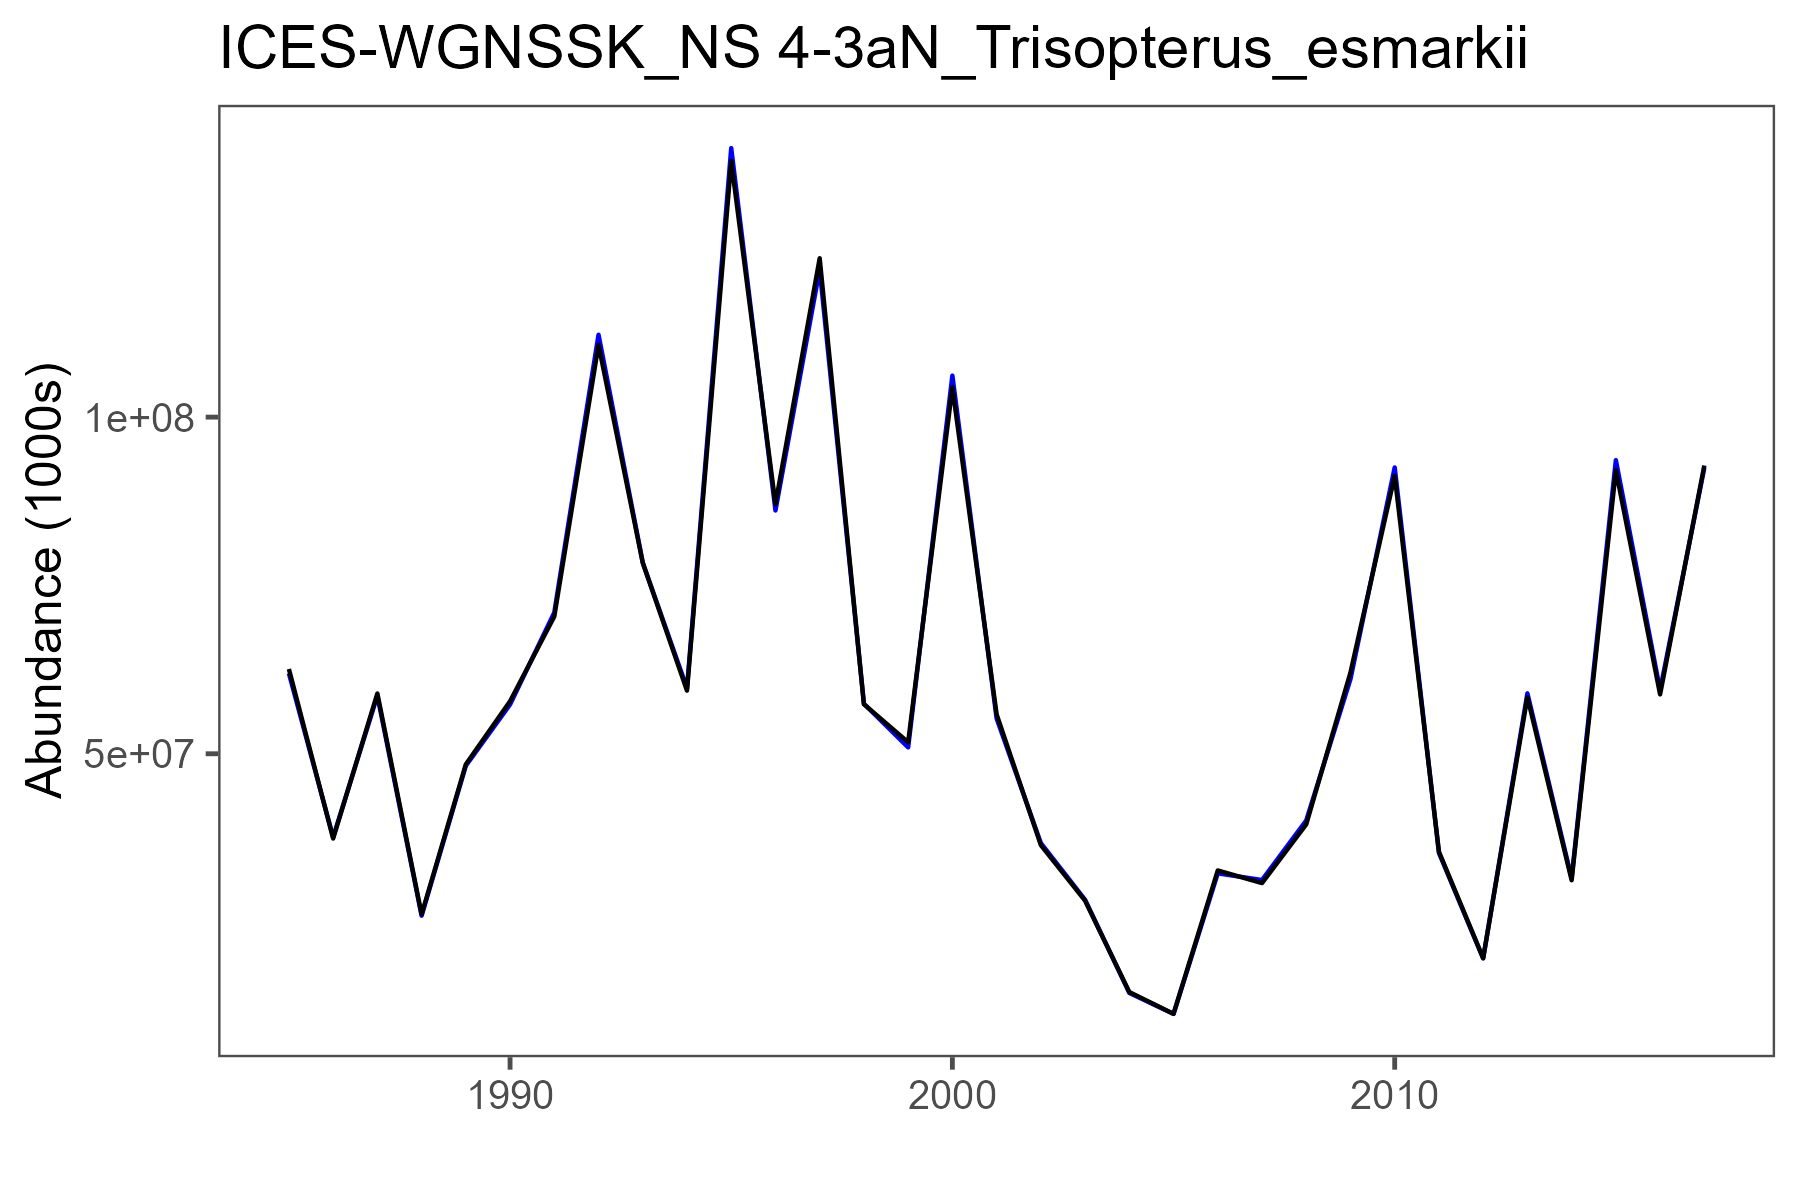 ICES-WGNSSK_NS 4-3aN_Trisopterus_esmarkii
Abundance (1000s)
1e+08
5e+07
1990
2000
2010